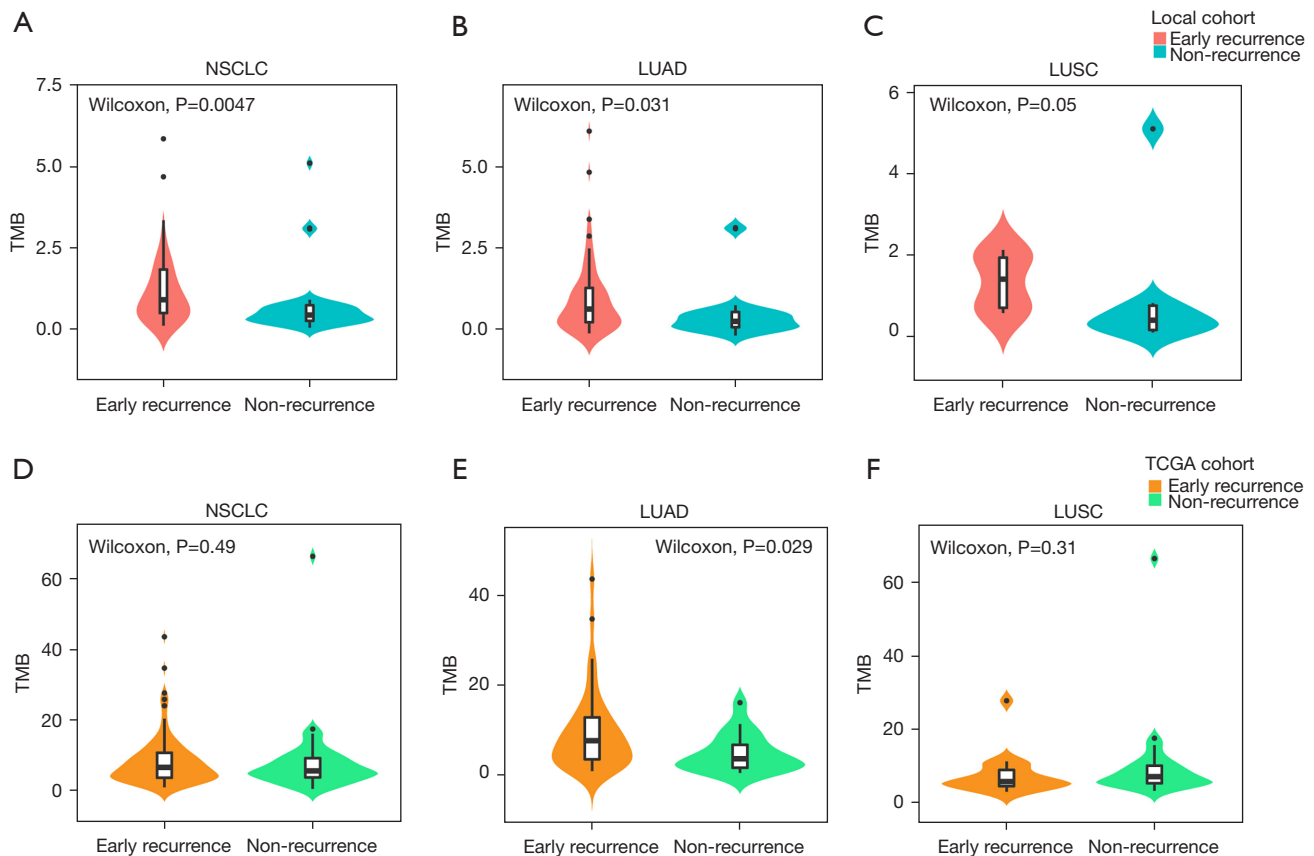 A
B
C
Local cohort
Early recurrence
Non-recurrence
NSCLC
LUAD
LUSC
Wilcoxon, P=0.0047
Wilcoxon, P=0.031
Wilcoxon, P=0.05
TMB
7.5
5.0
2.5
0.0
TMB
5.0
2.5
0.0
TMB
6
4
2
0
Early recurrence Non-recurrence
Early recurrence Non-recurrence
Early recurrence Non-recurrence
D
E
F
TCGA cohort
Early recurrence
Non-recurrence
NSCLC
LUAD
LUSC
Wilcoxon, P=0.49
Wilcoxon, P=0.029
Wilcoxon, P=0.31
TMB
60
40
20
0
TMB
40
20
0
TMB
60
40
20
0
Early recurrence Non-recurrence
Early recurrence Non-recurrence
Early recurrence Non-recurrence